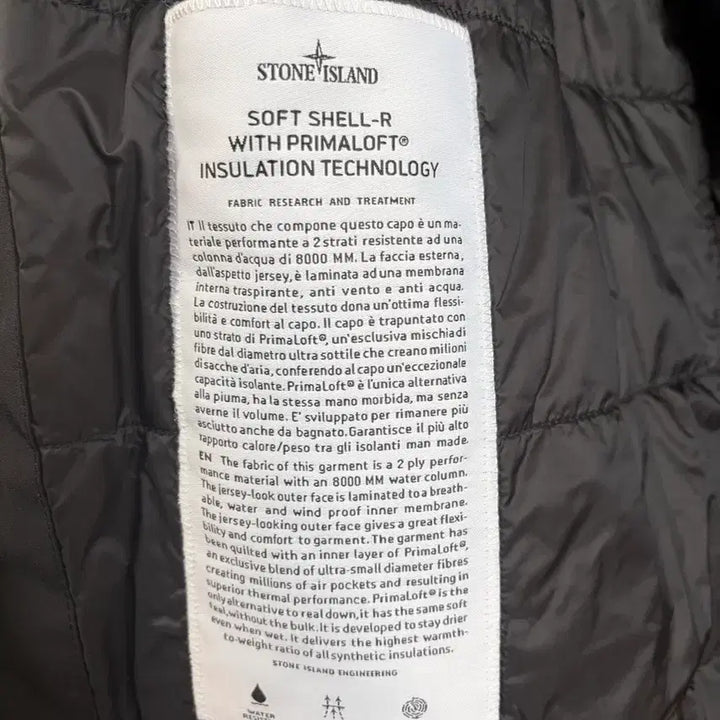 STONE ISLAND
SOFT SHELL-R
WITH PRIMALOFT®
INSULATION TECHNOLOGY
FABRIC RESEARCH AND TREATMENT
IT Il tessuto che compone questo capo è un ma-
teriale performante a 2 strati resistente ad una
colonna d'acqua di 8000 MM. La faccia esterna,
dall'aspetto jersey, è laminata ad una membrana
interna traspirante, anti vento e anti acqua.
La costruzione del tessuto dona un'ottima flessi-
bilità e comfort al capo. Il capo è trapuntato con
uno strato di PrimaLoft®, un'esclusiva mischia di
fibre dal diametro ultra sottile che creano milioni
di sacche d'aria, conferendo al capo un'eccezionale
capacità isolante. PrimaLoft® è l'unica alternativa
alla piuma, ha la stessa mano morbida, ma senza
averne il volume. E' sviluppato per rimanere più
asciutto anche da bagnato. Garantisce il più alto
rapporto calore/peso tra gli isolanti man made.
EN The fabric of this garment is a 2 ply perfor-
mance material with an 8000 MM water column.
The jersey-look outer face is laminated to a breath-
able, water and wind proof inner membrane.
The jersey-looking outer face gives a great flexi-
bility and comfort to garment. The garment has
been quilted with an inner layer of PrimaLoft®,
an exclusive blend of ultra-small diameter fibres
creating millions of air pockets and resulting in
superior thermal performance. PrimaLoft® is the
only alternative to real down, it has the same soft
feel, without the bulk. It is developed to stay drier
even when wet. It delivers the highest warmth-
to-weight ratio of all synthetic insulations.
STONE ISLAND ENGINEERING
WATER